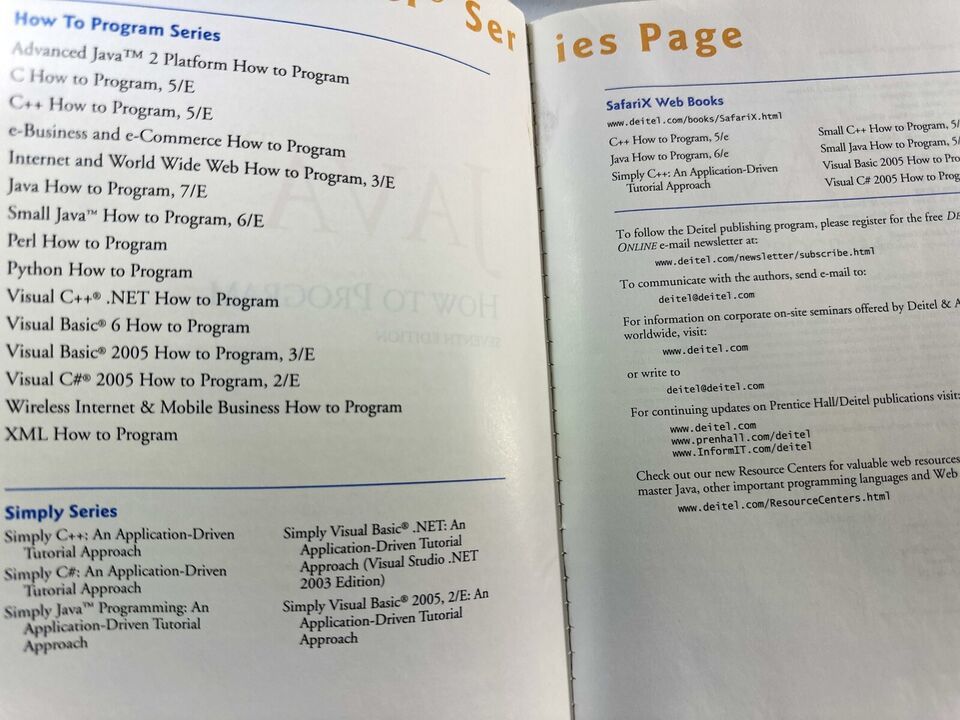 Ser
ies Page
How To Program Series
Advanced Java™ 2 Platform How to Program
C How to Program, 5/E
C++ How to Program, 5/E
e-Business and e-Commerce How to Program
Internet and World Wide Web How to Program, 3/E
Java How to Program, 7/E
Small Java™ How to Program, 6/E
Perl How to Program
Python How to Program
Visual C++® .NET How to Program
Visual Basic® 6 How to Program
Visual Basic® 2005 How to Program, 3/E
Visual C#® 2005 How to Program, 2/E
Wireless Internet & Mobile Business How to Program
XML How to Program
Simply Series
Simply C++: An Application-Driven
Tutorial Approach
Simply C#: An Application-Driven
Tutorial Approach
Simply Java™ Programming: An
Application-Driven Tutorial
Approach
Simply Visual Basic® .NET: An
Application-Driven Tutorial
Approach (Visual Studio .NET
2003 Edition)
Simply Visual Basic® 2005, 2/E: An
Application-Driven Tutorial
Approach
SafariX Web Books
www.deitel.com/books/SafariX.html
C++ How to Program, 5/e
Java How to Program, 6/e
Simply C++: An Application-Driven
Tutorial Approach
Small C++ How to Program, 5/
Small Java How to Program,
Visual Basic 2005 How to Pro
Visual C# 2005 How to Prog
To follow the Deitel publishing program, please register for the free DE
ONLINE e-mail newsletter at:
www.deitel.com/newsletter/subscribe.html
To communicate with the authors, send e-mail to:
deitel@deitel.com
For information on corporate on-site seminars offered by Deitel & A
worldwide, visit:
www.deitel.com
or write to
deitel@deitel.com
For continuing updates on Prentice Hall/Deitel publications visit:
www.deitel.com
www.prenhall.com/deitel
www.InformIT.com/deitel
Check out our new Resource Centers for valuable web resources
master Java, other important programming languages and Web
www.deitel.com/ResourceCenters.html
JAVA
HOW TO PROGRAM
SEVENTH EDITION